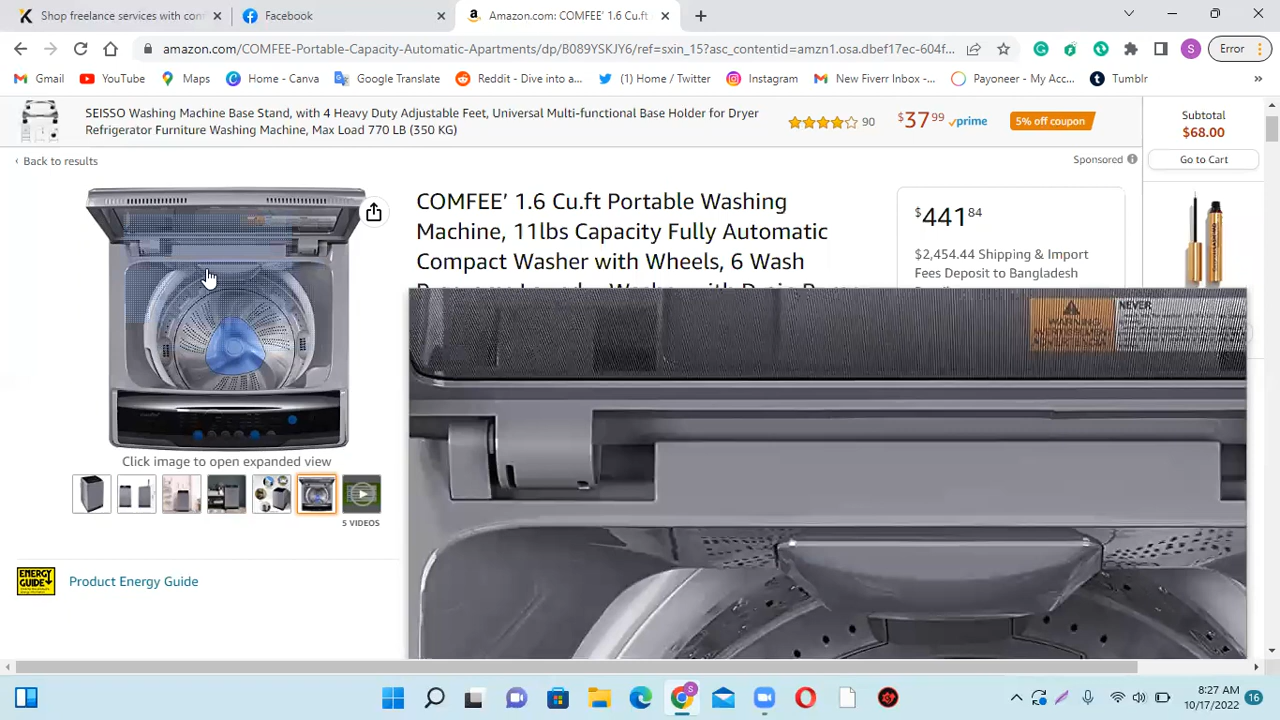 Shop freelance services with con
Facebook
Amazon.com: COMFEE' 1.6 Cu.ft
amazon.com/COMFEE-Portable-Capacity-Automatic-Apartments/dp/B089YSKJY6/ref=sxin_15?asc_contentid=amzn1.osa.dbef17ec-604f...
S
Error
Gmail
YouTube
Maps
Home - Canva
Google Translate
Reddit - Dive into a...
(1) Home / Twitter
Instagram
New Fiverr Inbox -...
Payoneer - My Acc...
Tumblr
»
SEISSO Washing Machine Base Stand, with 4 Heavy Duty Adjustable Feet, Universal Multi-functional Base Holder for Dryer
Refrigerator Furniture Washing Machine, Max Load 770 LB (350 KG)
90
$37 99
prime
5% off coupon
Subtotal
$68.00
Go to Cart
‹ Back to results
Sponsored
COMFEE' 1.6 Cu.ft Portable Washing
Machine, 11lbs Capacity Fully Automatic
Compact Washer with Wheels, 6 Wash
$441 84
$2,454.44 Shipping & Import
Fees Deposit to Bangladesh
WARNING
NEVER
Click image to open expanded view
5 VIDEOS
ENERGY
GUIDE
Product Energy Guide
8:27 AM
10/17/2022
16